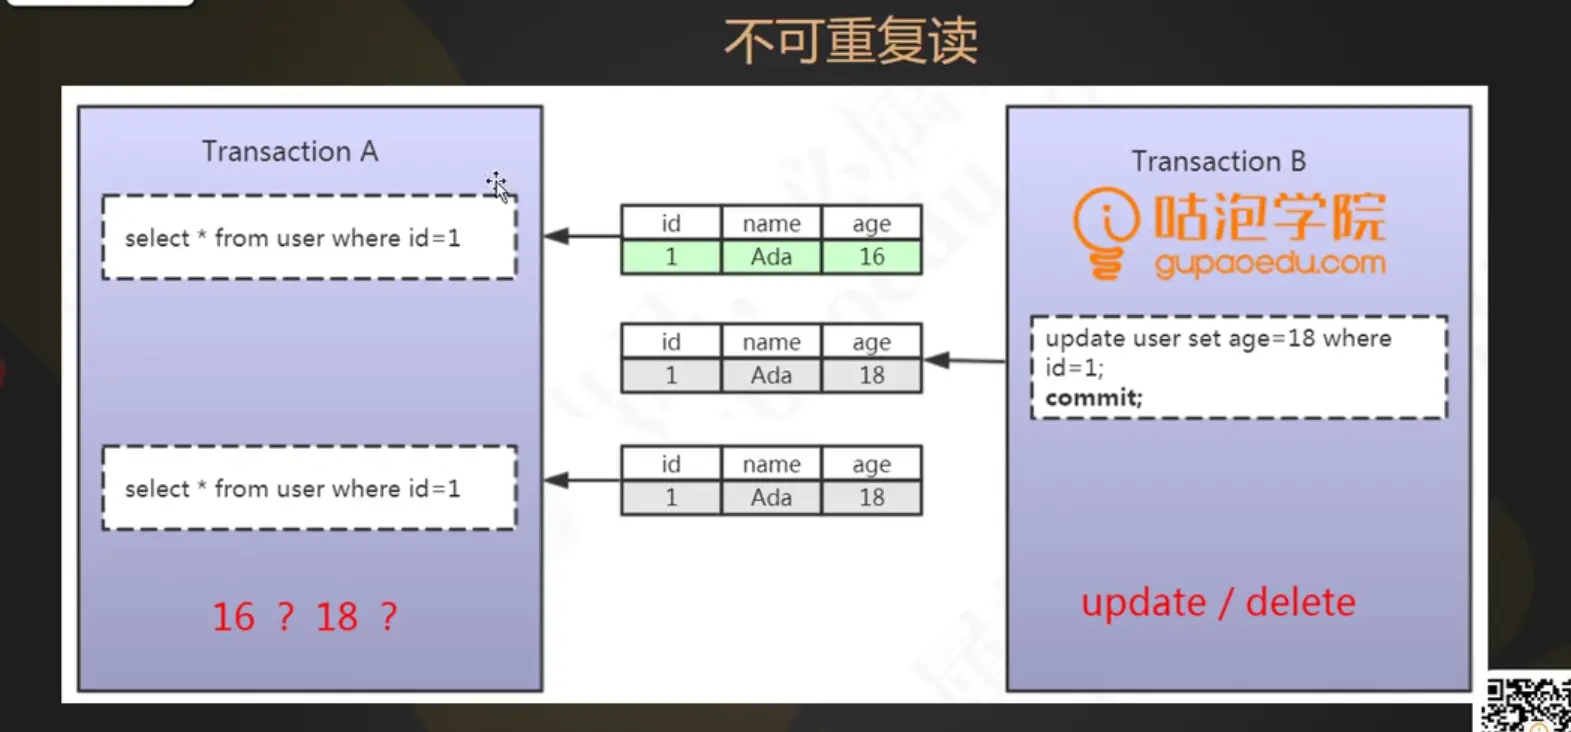 不可重复读
Transaction A
select * from user where id=1
select * from user where id=1
16 ? 18 ?
id name age
1 Ada 16
id name age
1 Ada 18
id name age
1 Ada 18
Transaction B
咕泡学院
gupaoedu.com
update user set age=18 where
id=1;
commit;
update / delete